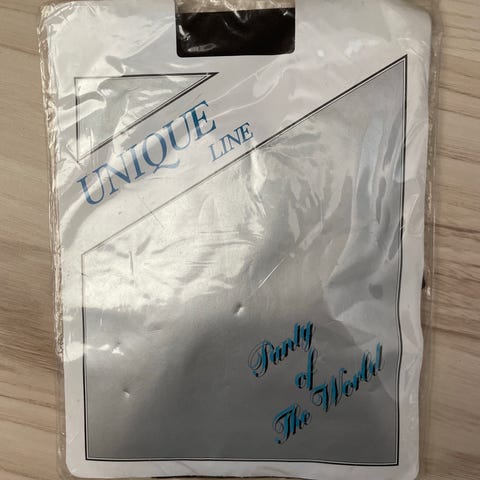 UNIQUE
LINE
Panty
of
The World